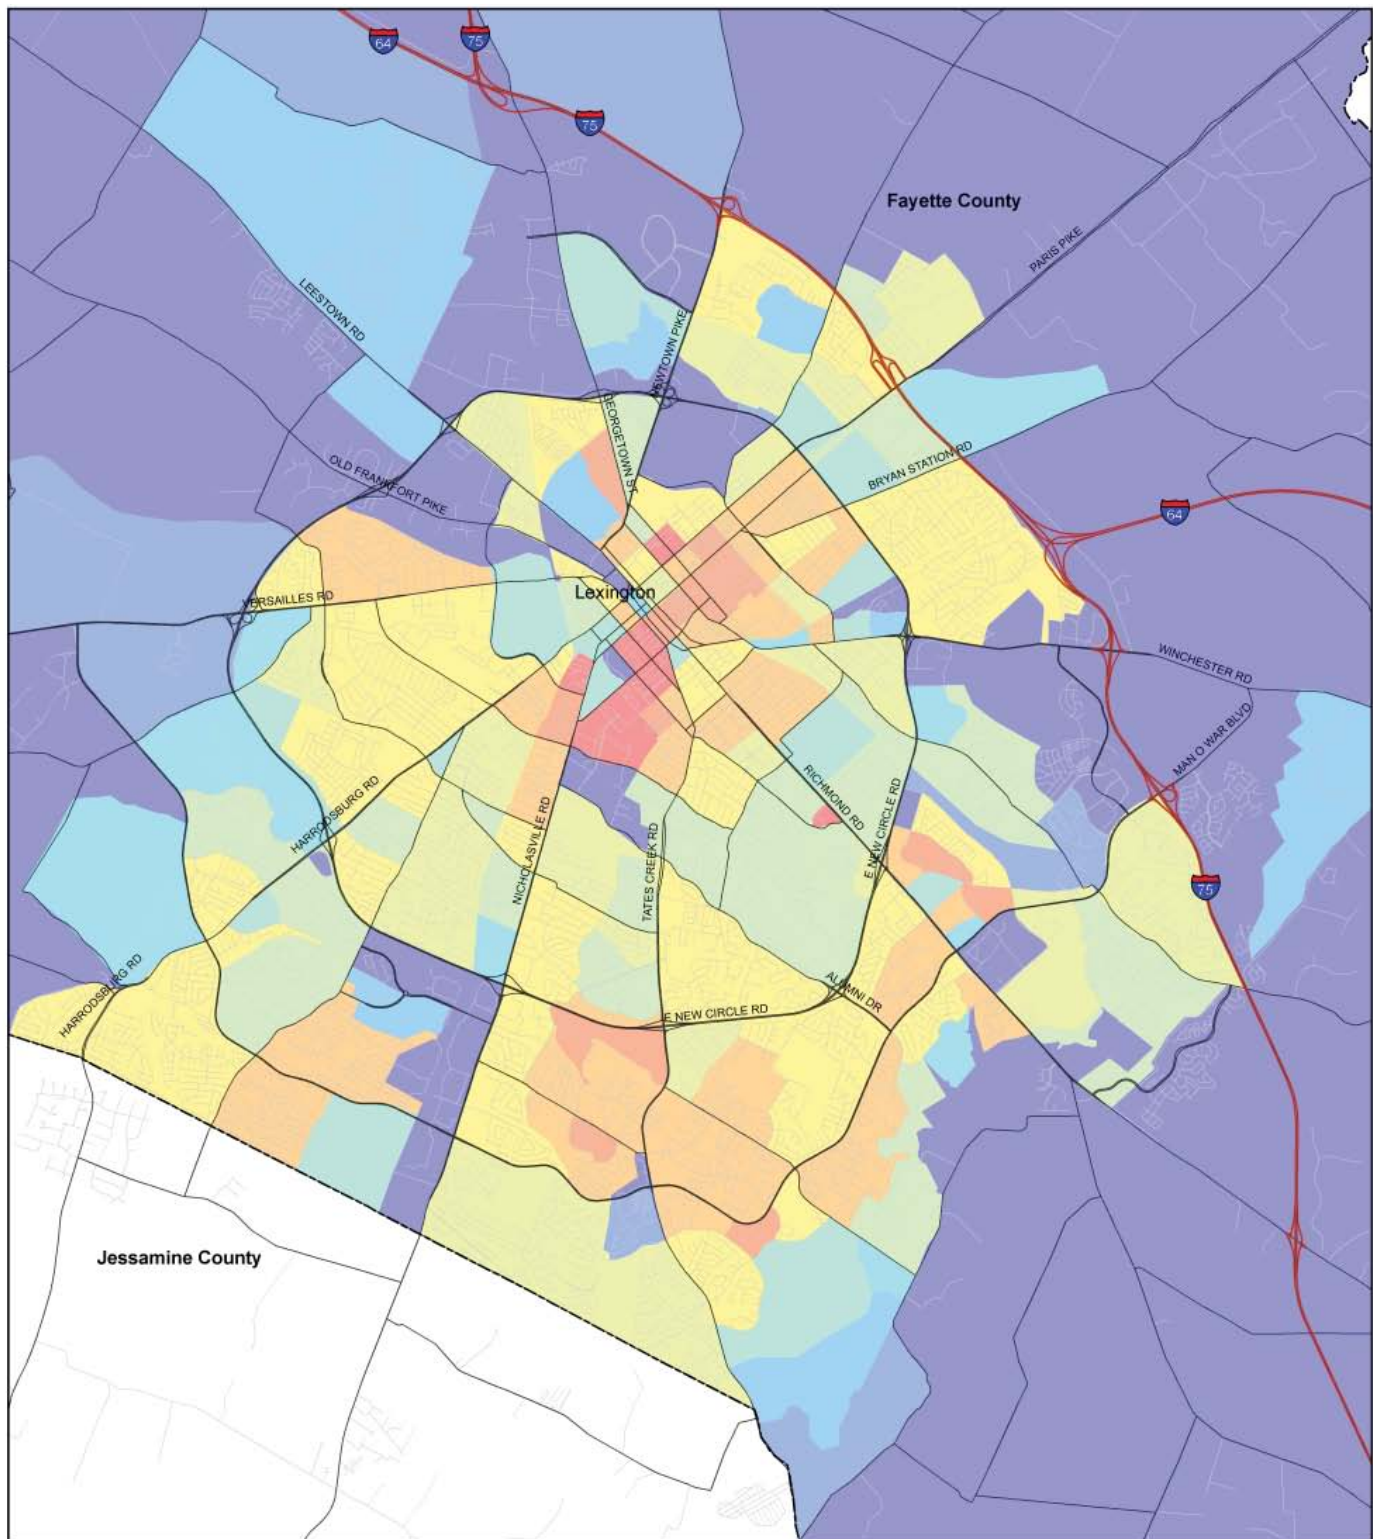 64
75
75
Fayette County
PARIS PIKE
LEESTOWN RD
NEWTOWN PIKE
GEORGETOWN ST
OLD FRANKFORT PIKE
BRYAN STATION RD
64
VERSAILLES RD
Lexington
WINCHESTER RD
MAN O WAR BLVD
RICHMOND RD
E NEW CIRCLE RD
HARRODSBURG RD
NICHOLASVILLE RD
TATES CREEK RD
75
HARRODSBURG RD
ALUMNI DR
E NEW CIRCLE RD
Jessamine County